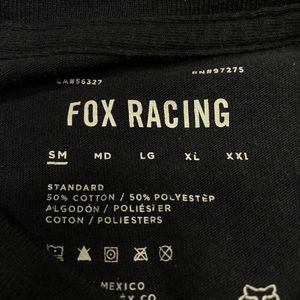 CA#56327 RN#97275
FOX RACING
SM MD LG XL XXL
STANDARD
50% COTTON / 50% POLYESTER
ALGODÓN / POLIÉSTER
COTON / POLIESTERS
MEXICO